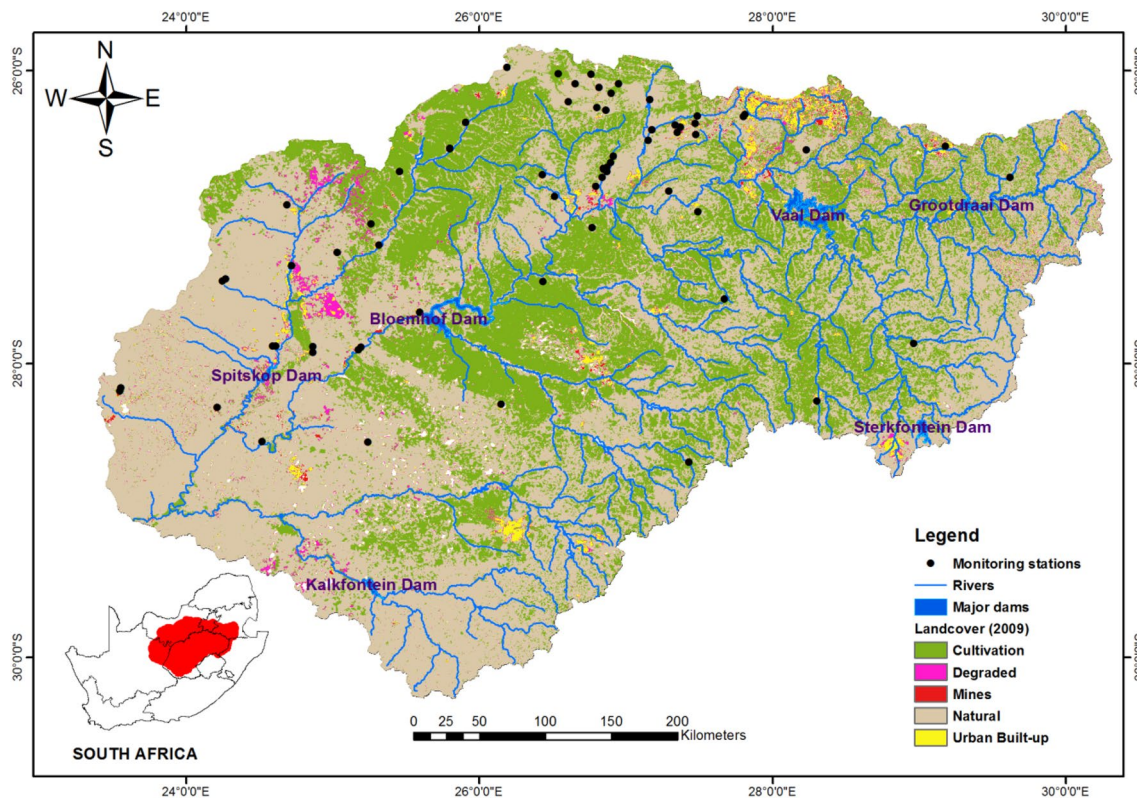 24°0'0"E
26°0'0"E
28°0'0"E
30°0'0"E
26°0'0"S
28°0'0"S
30°0'0"S
N
W
E
S
Vaal Dam
Grootdraai Dam
Bloemhof Dam
Spitskop Dam
Sterkfontein Dam
Kalkfontein Dam
Legend
Monitoring stations
Rivers
Major dams
Landcover (2009)
Cultivation
Degraded
Mines
Natural
Urban Built-up
SOUTH AFRICA
0 25 50 100 150 200
Kilometers
24°0'0"E
26°0'0"E
28°0'0"E
30°0'0"E